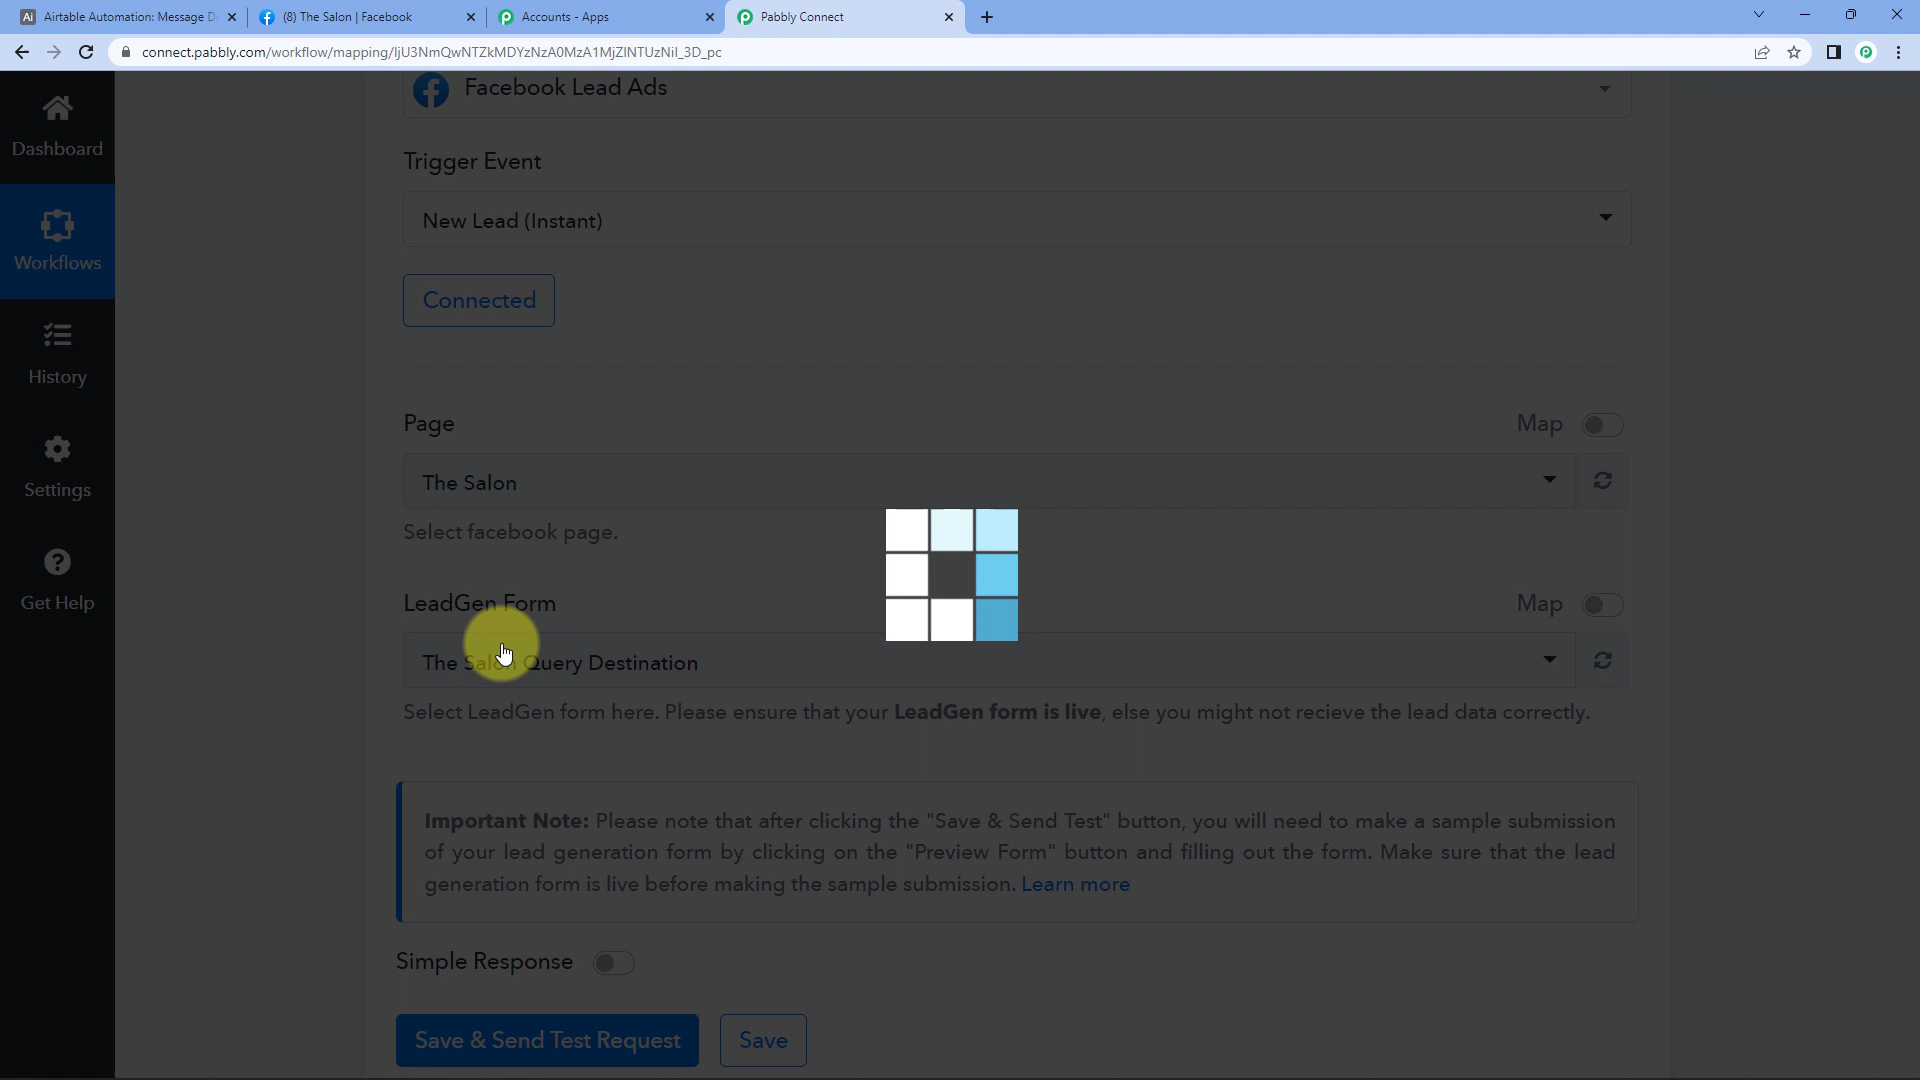 Airtable Automation: Message D
(8) The Salon | Facebook
Accounts - Apps
Pabbly Connect
connect.pabbly.com/workflow/mapping/IjU3NmQwNTZkMDYzNzA0MzA1MjZlNTUzNiI_3D_pc
Facebook Lead Ads
Dashboard
Trigger Event
New Lead (Instant)
Workflows
Connected
History
Page
Map
The Salon
Settings
Select facebook page.
Get Help
LeadGen Form
Map
The Salon Query Destination
Select LeadGen form here. Please ensure that your LeadGen form is live, else you might not recieve the lead data correctly.
Important Note: Please note that after clicking the "Save & Send Test" button, you will need to make a sample submission
of your lead generation form by clicking on the "Preview Form" button and filling out the form. Make sure that the lead
generation form is live before making the sample submission. Learn more
Simple Response
Save & Send Test Request
Save